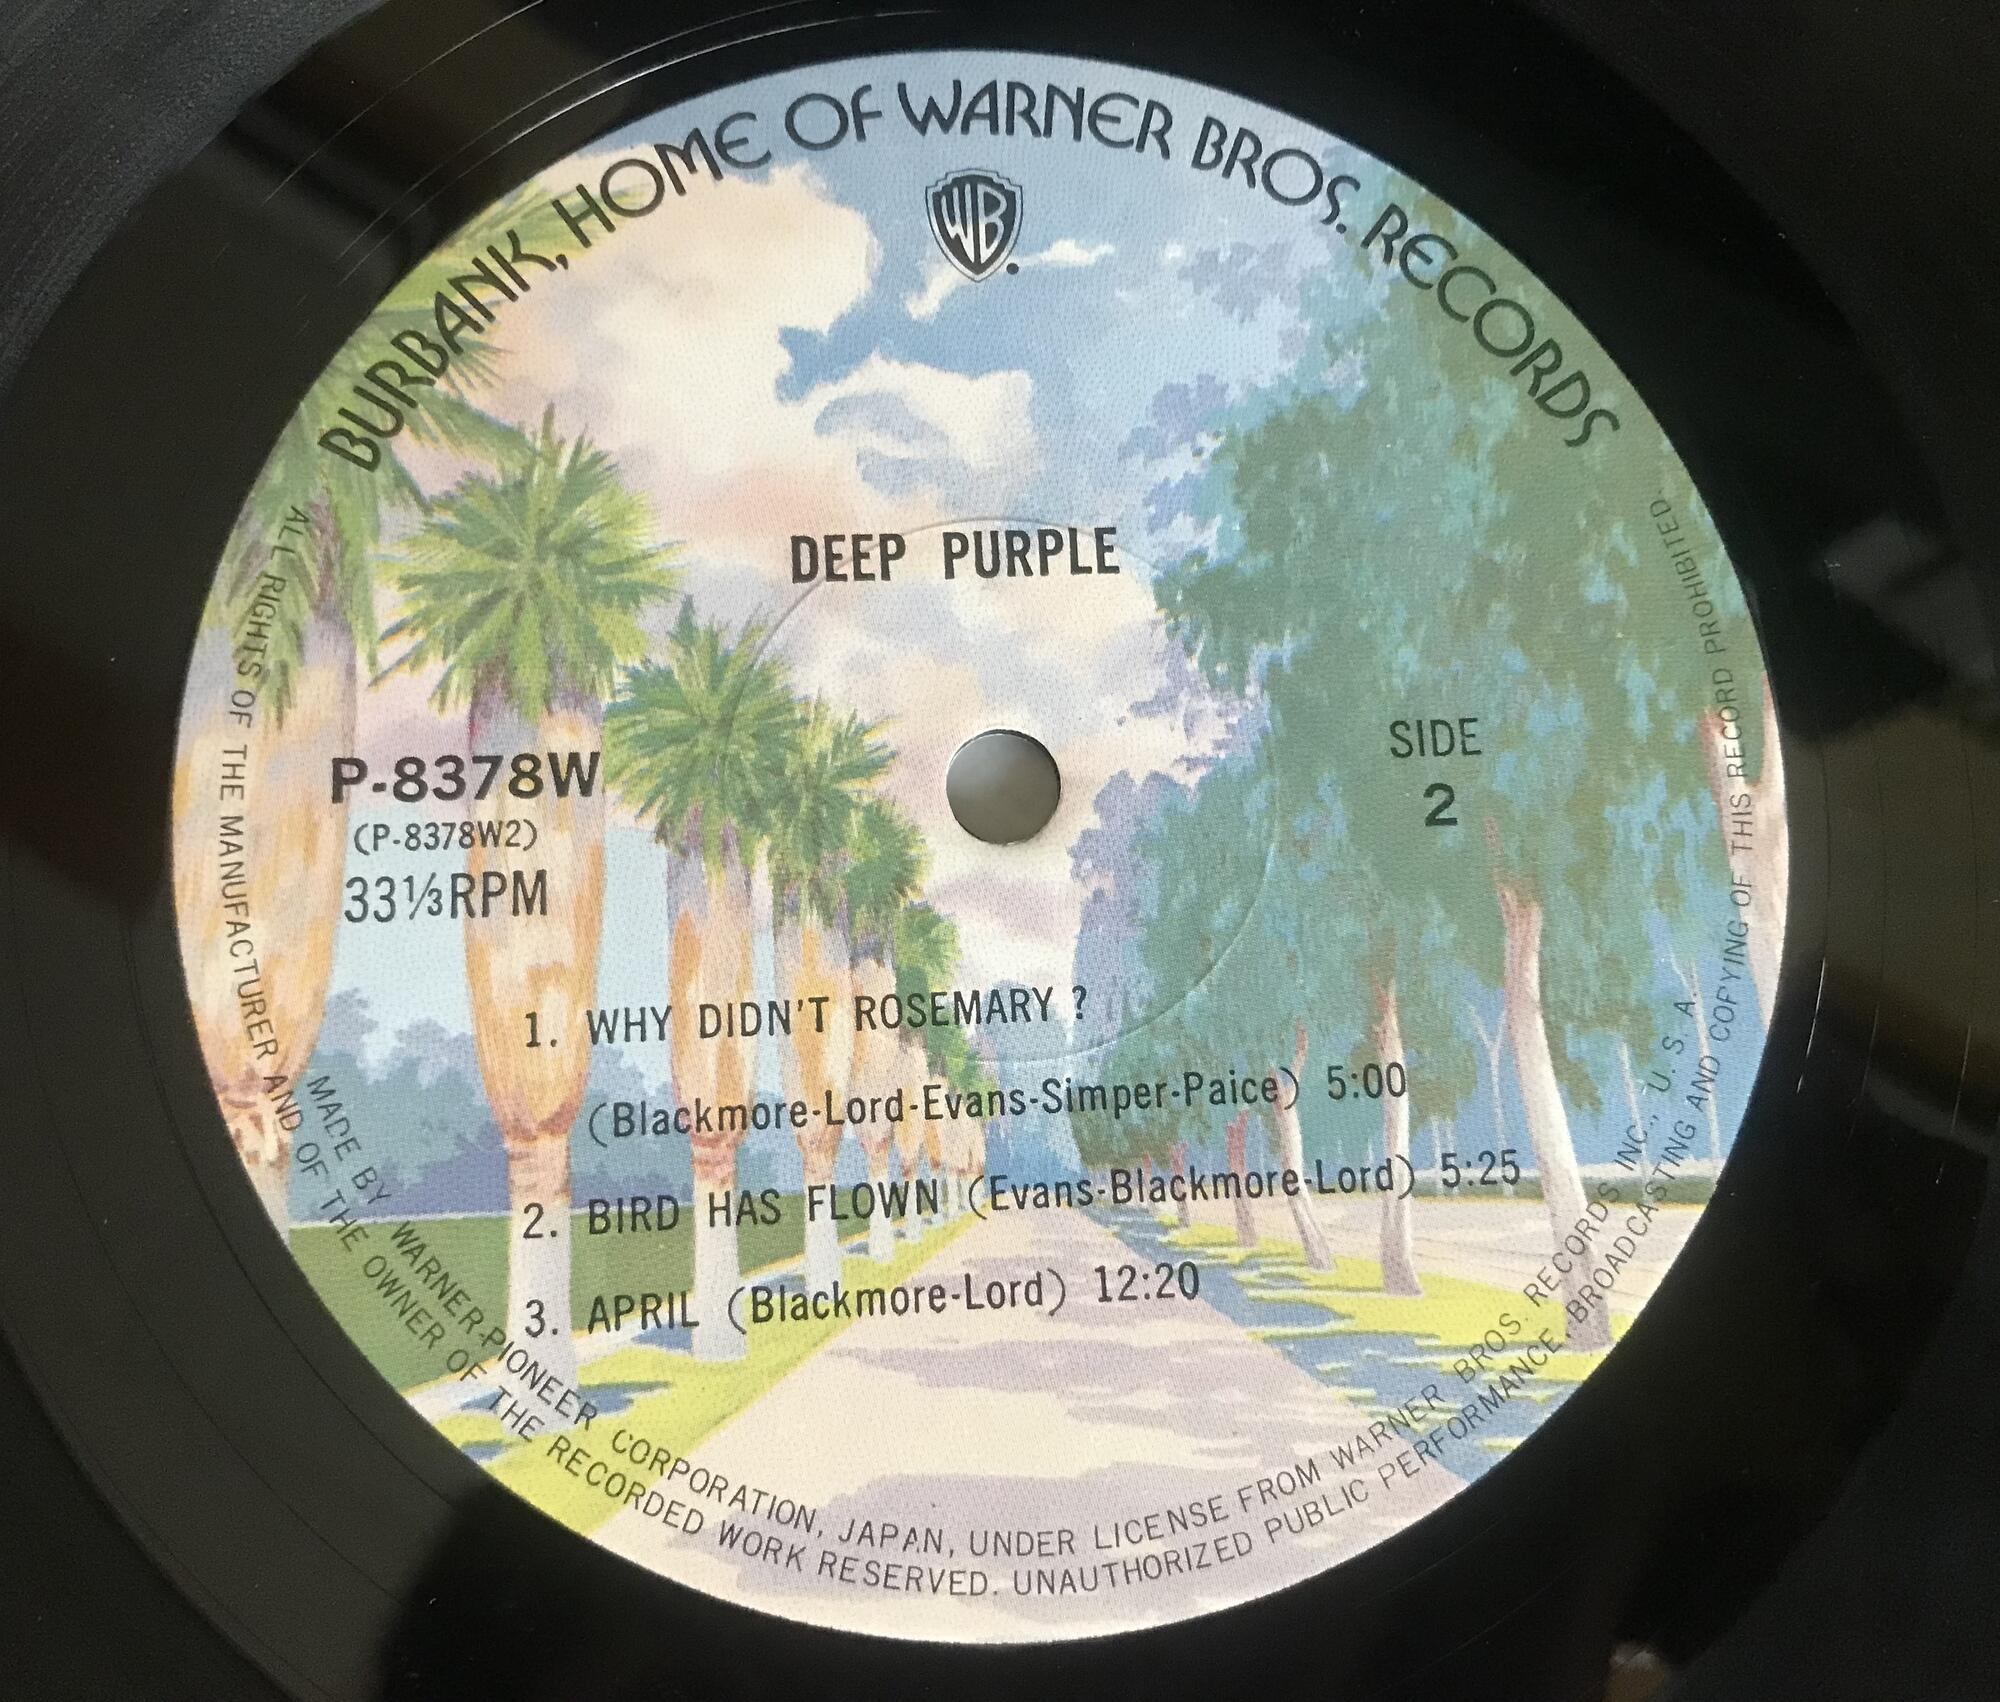 BURBANK, HOME OF WARNER BROS. RECORDS
WB
DEEP PURPLE
P-8378W
(P-8378W2)
33⅓RPM
SIDE
2
1. WHY DIDN'T ROSEMARY ?
(Blackmore-Lord-Evans-Simper-Paice) 5:00
2. BIRD HAS FLOWN (Evans-Blackmore-Lord) 5:25
3. APRIL (Blackmore-Lord) 12:20
MADE BY WARNER-PIONEER CORPORATION, JAPAN, UNDER LICENSE FROM WARNER BROS. RECORDS INC., U. S. A.
ALL RIGHTS OF THE MANUFACTURER AND OF THE OWNER OF THE RECORDED WORK RESERVED. UNAUTHORIZED PUBLIC PERFORMANCE, BROADCASTING AND COPYING OF THIS RECORD PROHIBITED.